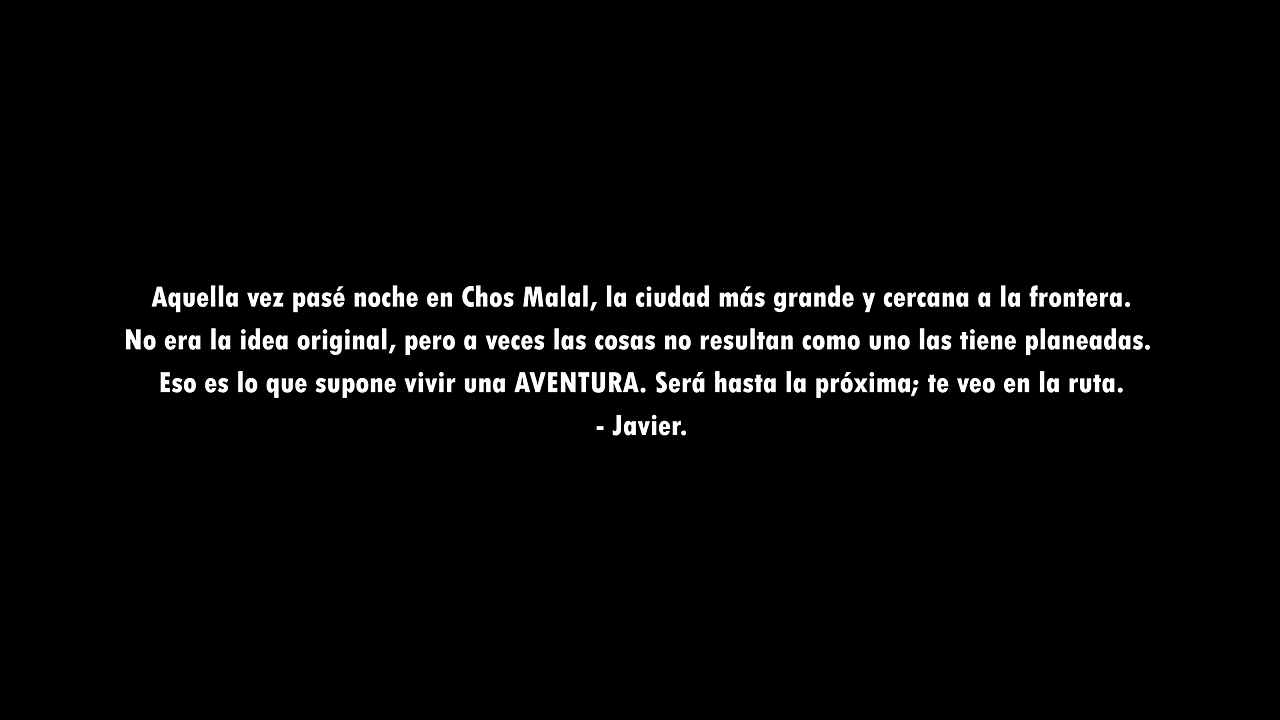 Aquella vez pasé noche en Chos Malal, la ciudad más grande y cercana a la frontera.
No era la idea original, pero a veces las cosas no resultan como uno las tiene planeadas.
Eso es lo que supone vivir una AVENTURA. Será hasta la próxima; te veo en la ruta.
- Javier.